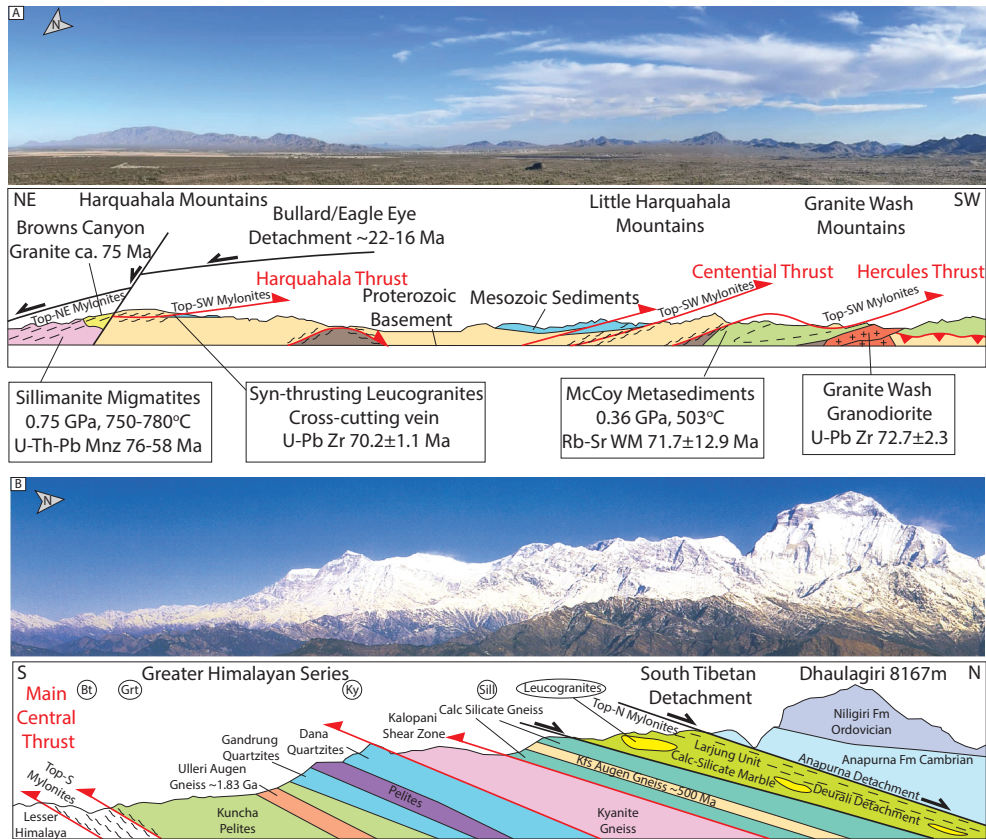 A
N
NE
Harquahala Mountains
SW
Browns Canyon
Granite ca. 75 Ma
Bullard/Eagle Eye
Detachment ~22-16 Ma
Little Harquahala
Mountains
Granite Wash
Mountains
Harquahala Thrust
Centential Thrust
Hercules Thrust
Top-NE Mylonites
Top-SW Mylonites
Proterozoic
Basement
Mesozoic Sediments
Top-SW Mylonites
Top-SW Mylonites
Sillimanite Migmatites
0.75 GPa, 750-780ºC
U-Th-Pb Mnz 76-58 Ma
Syn-thrusting Leucogranites
Cross-cutting vein
U-Pb Zr 70.2±1.1 Ma
McCoy Metasediments
0.36 GPa, 503ºC
Rb-Sr WM 71.7±12.9 Ma
Granite Wash
Granodiorite
U-Pb Zr 72.7±2.3
B
N
S
Greater Himalayan Series
South Tibetan
Detachment
Dhaulagiri 8167m
N
Main
Central
Thrust
Bt
Grt
Ky
Sill
Leucogranites
Calc Silicate Gneiss
Top-N Mylonites
Kalopani
Shear Zone
Dana
Quartzites
Gandrung
Quartzites
Ulleri Augen
Gneiss ~1.83 Ga
Top-S
Mylonites
Lesser
Himalaya
Kuncha
Pelites
Pelites
Kyanite
Gneiss
Kfs Augen Gneiss ~500 Ma
Larjung Unit
Calc-Silicate Marble
Deurali Detachment
Anapurna Detachment
Niligiri Fm
Ordovician
Anapurna Fm Cambrian